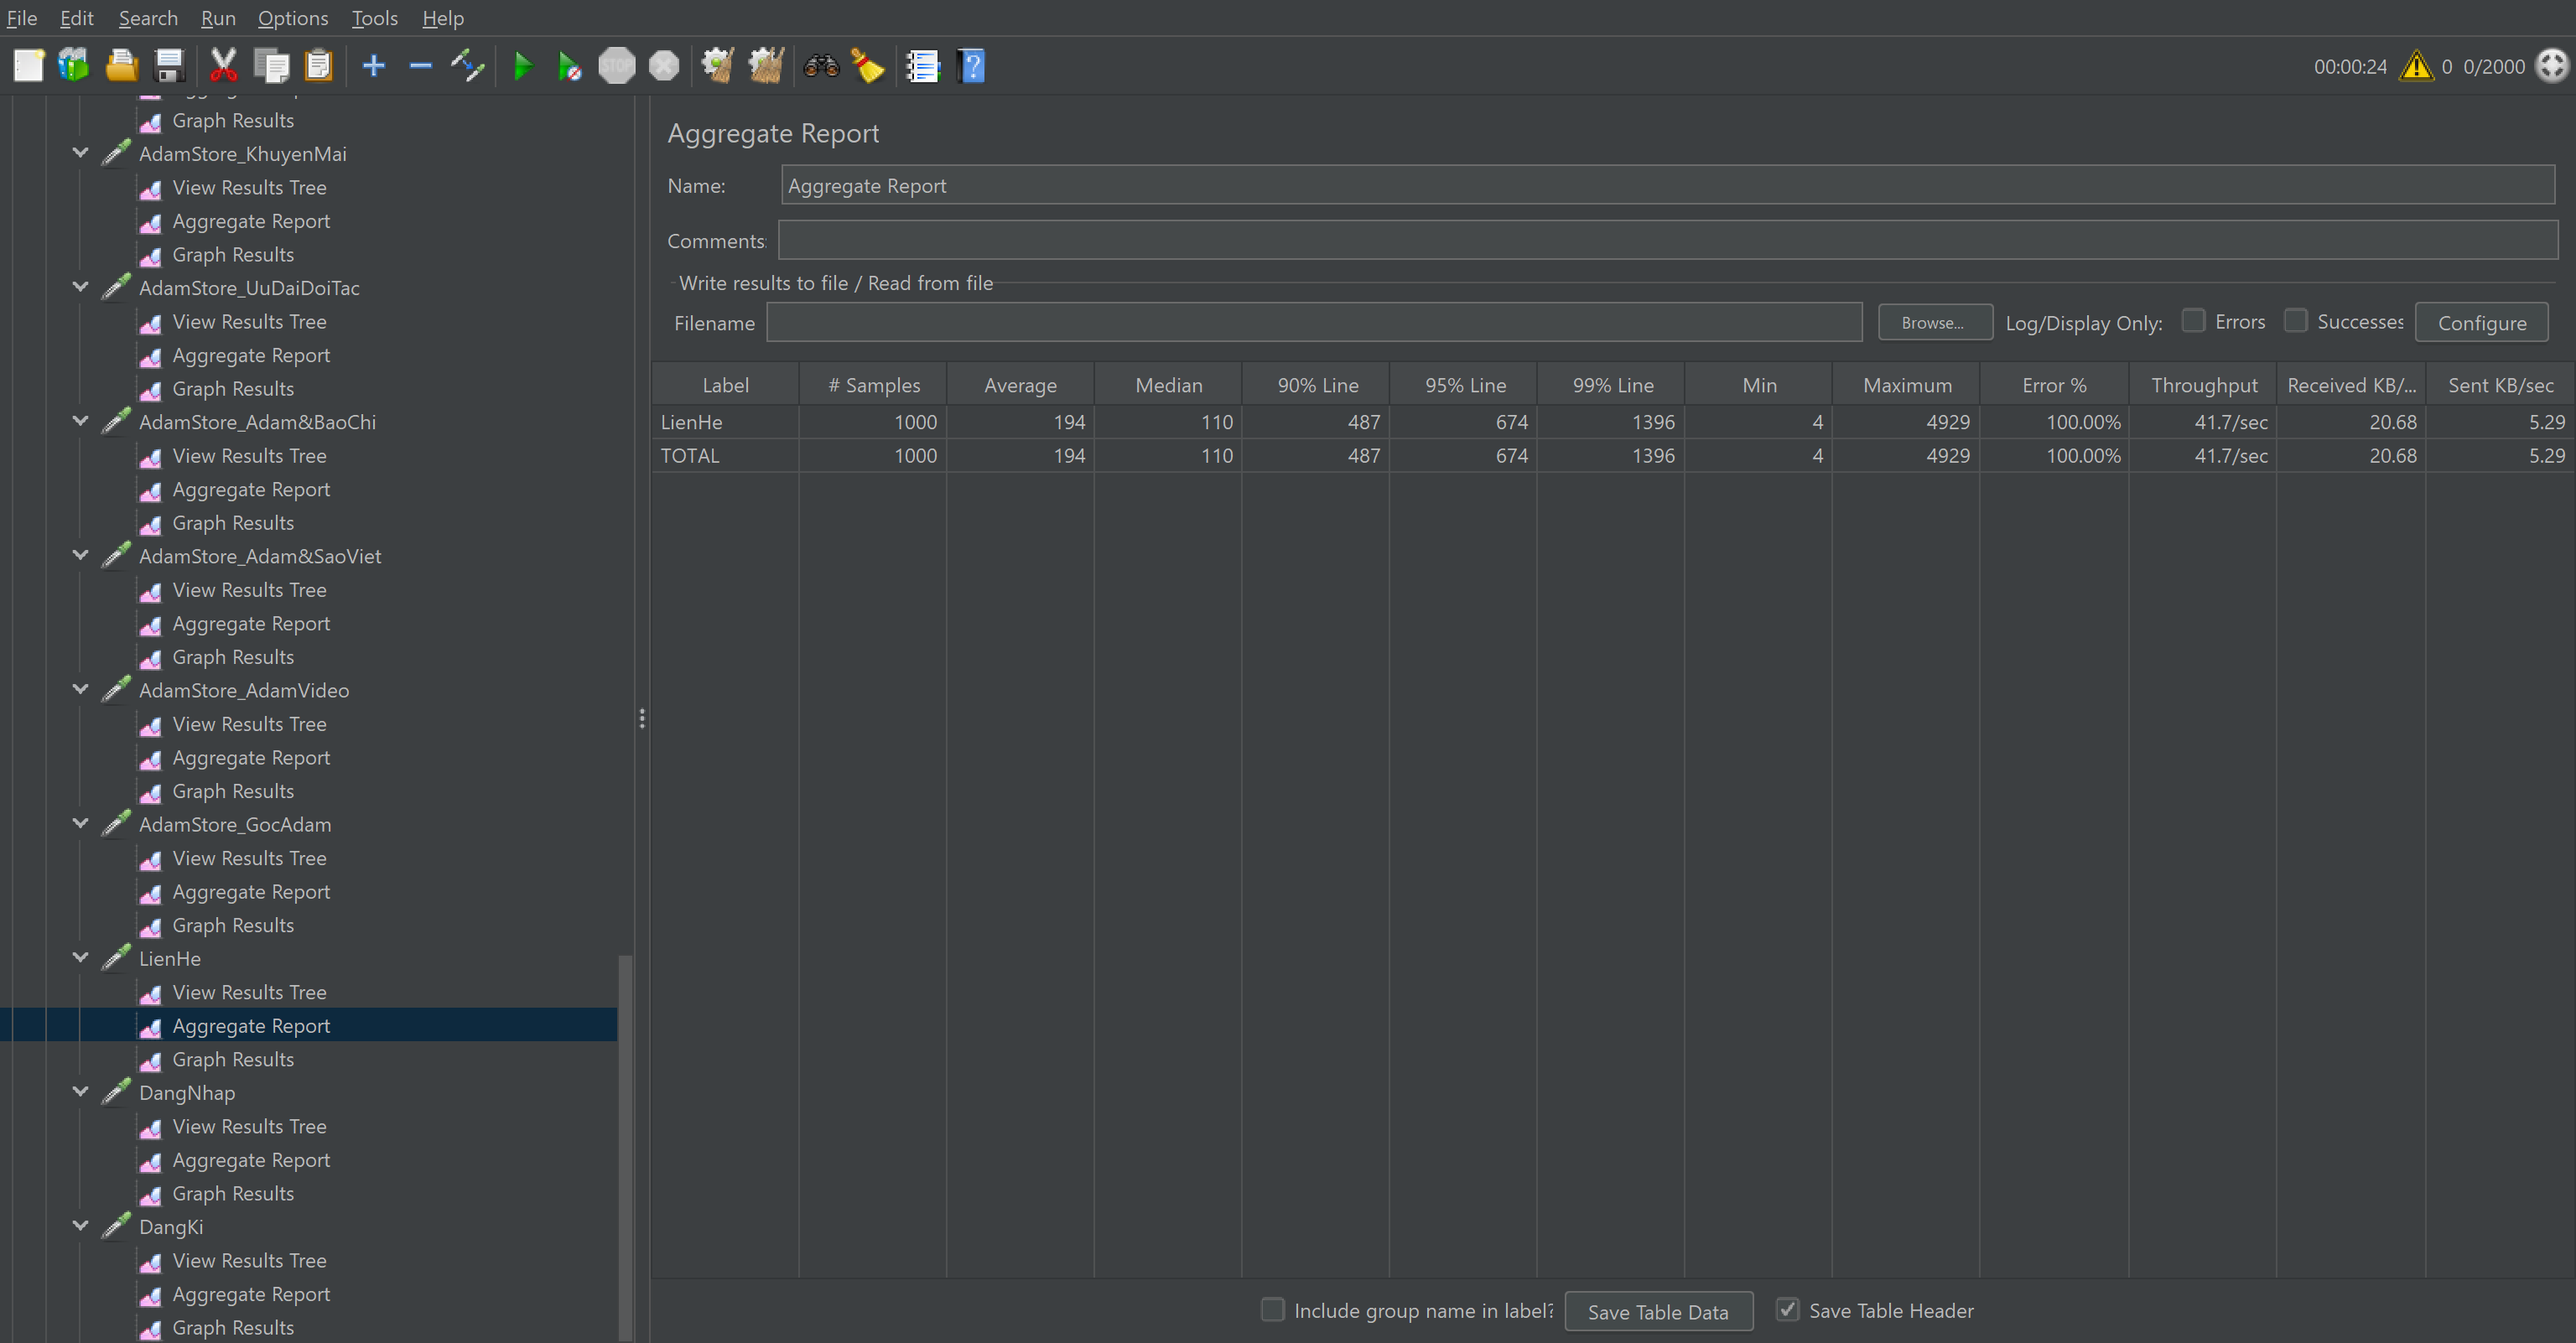 File Edit Search Run Options Tools Help
STOP
00:00:24 0 0/2000
Graph Results
AdamStore_KhuyenMai
View Results Tree
Aggregate Report
Graph Results
AdamStore_UuDaiDoiTac
View Results Tree
Aggregate Report
Graph Results
AdamStore_Adam&BaoChi
View Results Tree
Aggregate Report
Graph Results
AdamStore_Adam&SaoViet
View Results Tree
Aggregate Report
Graph Results
AdamStore_AdamVideo
View Results Tree
Aggregate Report
Graph Results
AdamStore_GocAdam
View Results Tree
Aggregate Report
Graph Results
LienHe
View Results Tree
Aggregate Report
Graph Results
DangNhap
View Results Tree
Aggregate Report
Graph Results
DangKi
View Results Tree
Aggregate Report
Graph Results
Aggregate Report
Name: Aggregate Report
Comments:
Write results to file / Read from file
Filename Browse... Log/Display Only: Errors Successes Configure
Label # Samples Average Median 90% Line 95% Line 99% Line Min Maximum Error % Throughput Received KB/... Sent KB/sec
LienHe 1000 194 110 487 674 1396 4 4929 100.00% 41.7/sec 20.68 5.29
TOTAL 1000 194 110 487 674 1396 4 4929 100.00% 41.7/sec 20.68 5.29
Include group name in label? Save Table Data Save Table Header